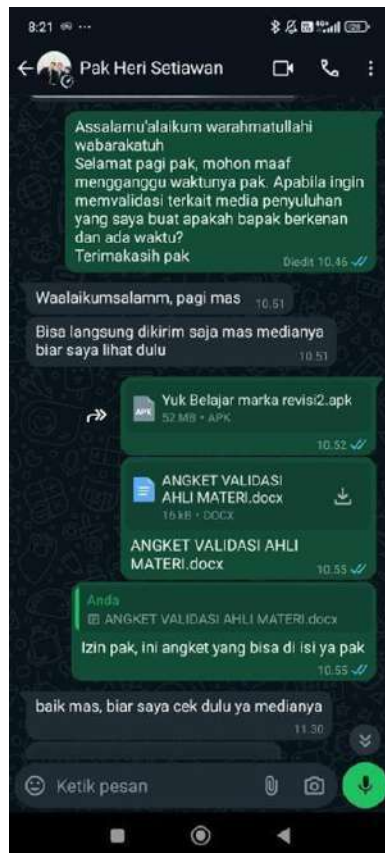 8:21
Pak Heri Setiawan
Assalamu'alaikum warahmatullahi
wabarakatuh
Selamat pagi pak, mohon maaf
mengganggu waktunya pak. Apabila ingin
memvalidasi terkait media penyuluhan
yang saya buat apakah bapak berkenan
dan ada waktu?
Terimakasih pak
Diedit 10.46
Waalaikumsalamm, pagi mas 10.51
Bisa langsung dikirim saja mas medianya
biar saya lihat dulu
10.51
APK
Yuk Belajar marka revisi2.apk
52 MB • APK
10.52
ANGKET VALIDASI
AHLI MATERI.docx
16 kB • DOCX
ANGKET VALIDASI AHLI
MATERI.docx
10.55
Anda
ANGKET VALIDASI AHLI MATERI.docx
Izin pak, ini angket yang bisa di isi ya pak
10.55
baik mas, biar saya cek dulu ya medianya
11.30
Ketik pesan